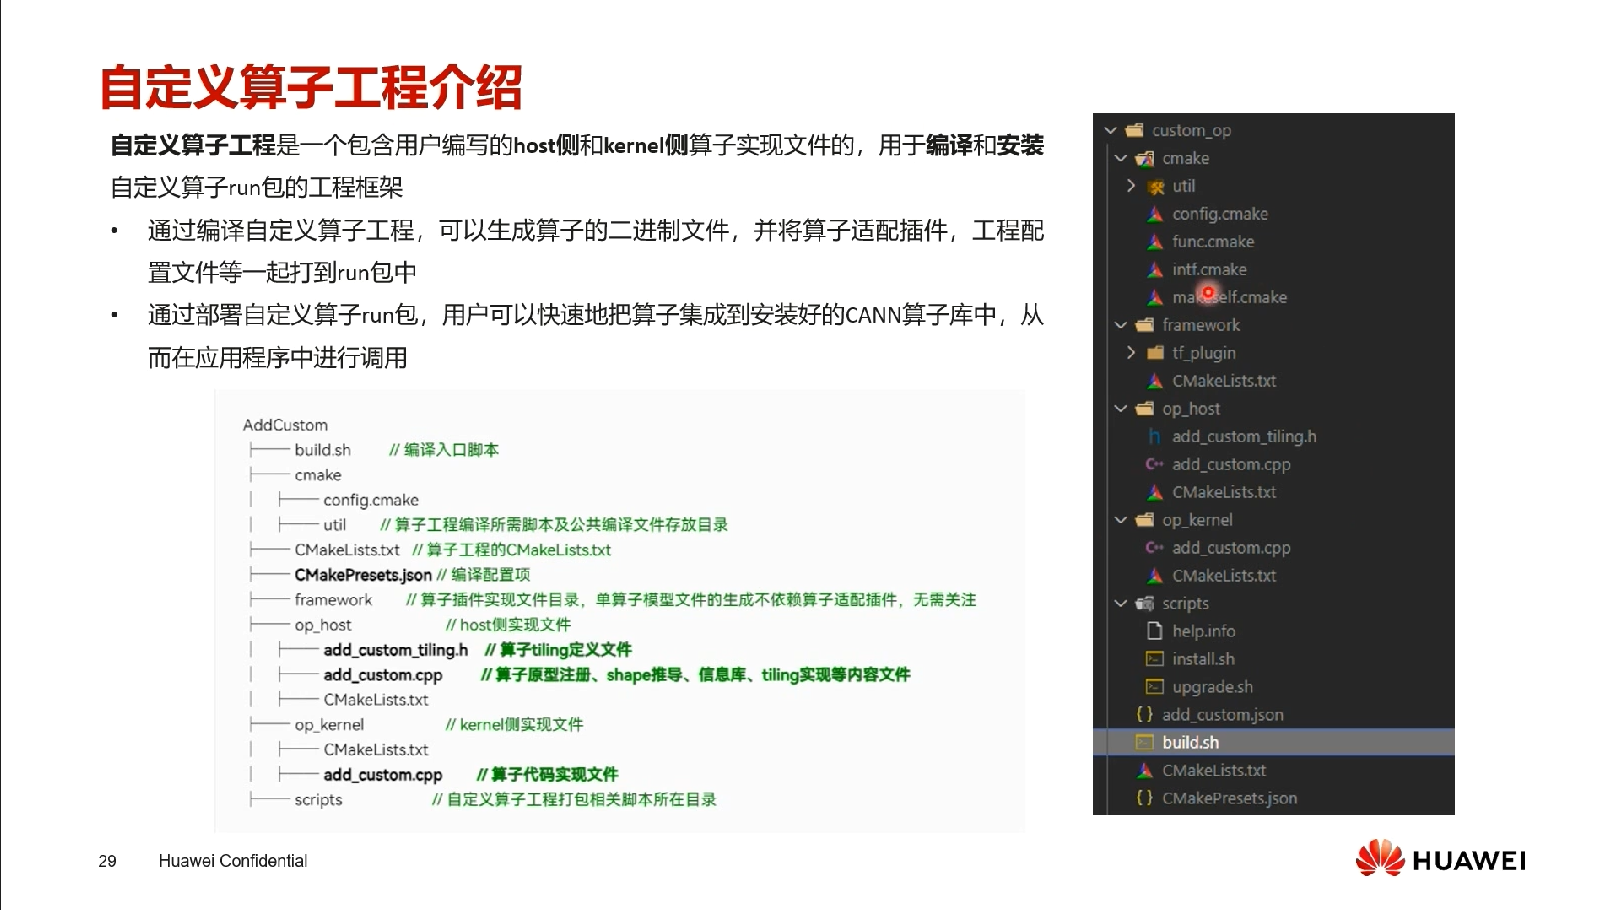 自定义算子工程介绍
自定义算子工程是一个包含用户编写的host侧和kernel侧算子实现文件的，用于编译和安装
自定义算子run包的工程框架
• 通过编译自定义算子工程，可以生成算子的二进制文件，并将算子适配插件，工程配
置文件等一起打到run包中
• 通过部署自定义算子run包，用户可以快速地把算子集成到安装好的CANN算子库中，从
而在应用程序中进行调用
AddCustom
├── build.sh // 编译入口脚本
├── cmake
│ ├── config.cmake
│ ├── util // 算子工程编译所需脚本及公共编译文件存放目录
├── CMakeLists.txt // 算子工程的CMakeLists.txt
├── CMakePresets.json // 编译配置项
├── framework // 算子插件实现文件目录，单算子模型文件的生成不依赖算子适配插件，无需关注
├── op_host // host侧实现文件
│ ├── add_custom_tiling.h // 算子tiling定义文件
│ ├── add_custom.cpp // 算子原型注册、shape推导、信息库、tiling实现等内容文件
│ ├── CMakeLists.txt
├── op_kernel // kernel侧实现文件
│ ├── CMakeLists.txt
│ ├── add_custom.cpp // 算子代码实现文件
├── scripts // 自定义算子工程打包相关脚本所在目录
custom_op
cmake
util
config.cmake
func.cmake
intf.cmake
makeself.cmake
framework
tf_plugin
CMakeLists.txt
op_host
add_custom_tiling.h
add_custom.cpp
CMakeLists.txt
op_kernel
add_custom.cpp
CMakeLists.txt
scripts
help.info
install.sh
upgrade.sh
add_custom.json
build.sh
CMakeLists.txt
CMakePresets.json
29 Huawei Confidential
HUAWEI